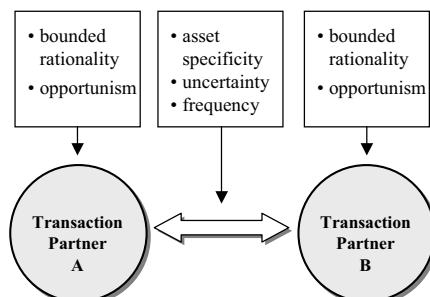 • bounded
rationality
• opportunism
• asset
specificity
• uncertainty
• frequency
• bounded
rationality
• opportunism
Transaction
Partner
A
Transaction
Partner
B